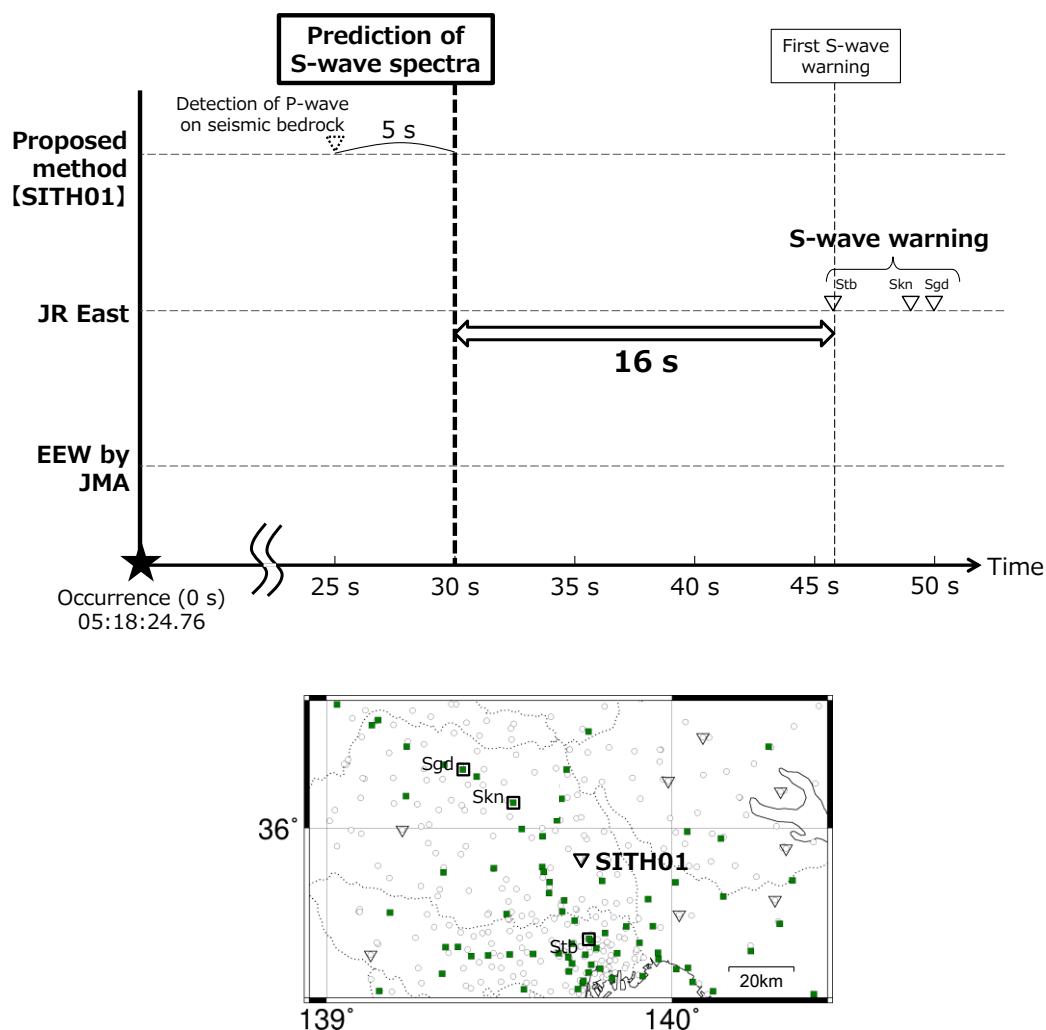 Prediction of
S-wave spectra
First S-wave
warning
Detection of P-wave
on seismic bedrock
5 s
Proposed
method
【SITH01】
S-wave warning
Stb
Skn
Sgd
JR East
16 s
EEW by
JMA
Time
25 s
30 s
35 s
40 s
45 s
50 s
Occurrence (0 s)
05:18:24.76
Sgd
Skn
36°
SITH01
Stb
20km
139°
140°